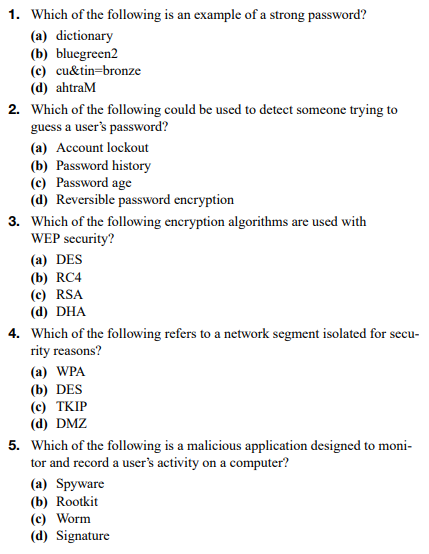 1. Which of the following is an example of a strong password?
(a) dictionary
(b) bluegreen2
(c) cu&tin=bronze
(d) ahtraM
2. Which of the following could be used to detect someone trying to
guess a user's password?
(a) Account lockout
(b) Password history
(c) Password age
(d) Reversible password encryption
3. Which of the following encryption algorithms are used with
WEP security?
(a) DES
(b) RC4
(c) RSA
(d) DHA
4. Which of the following refers to a network segment isolated for secu-
rity reasons?
(a) WPA
(b) DES
(c) TKIP
(d) DMZ
5. Which of the following is a malicious application designed to moni-
tor and record a user's activity on a computer?
(a) Spyware
(b) Rootkit
(c) Worm
(d) Signature